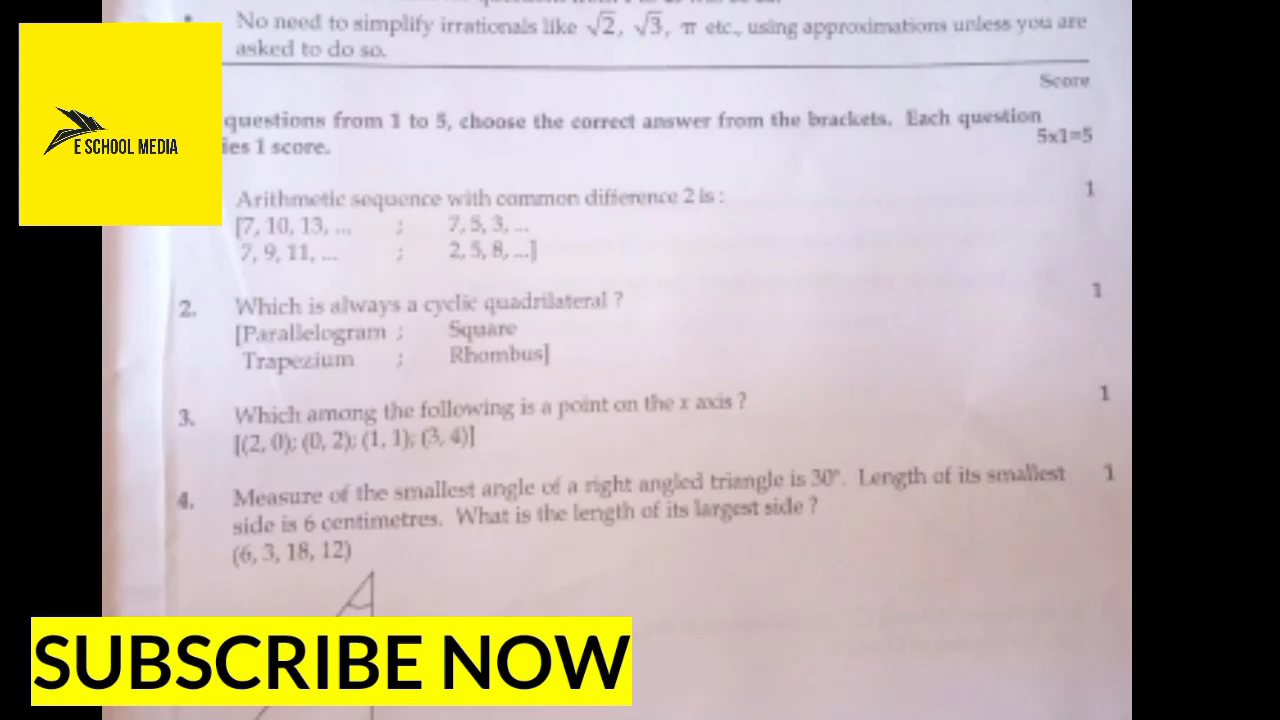 No need to simplify irrationals like √2, √3, π etc., using approximations unless you are
asked to do so.
Score
E SCHOOL MEDIA
questions from 1 to 5, choose the correct answer from the brackets. Each question
ies 1 score.
5x1=5
Arithmetic sequence with common difference 2 is : 1
[7, 10, 13, ... ; 7, 5, 3, ...
7, 9, 11, ... ; 2, 5, 8, ...]
2. Which is always a cyclic quadrilateral ? 1
[Parallelogram ; Square
Trapezium ; Rhombus]
3. Which among the following is a point on the x axis ? 1
[(2, 0); (0, 2); (1, 1); (3, 4)]
4. Measure of the smallest angle of a right angled triangle is 30°. Length of its smallest 1
side is 6 centimetres. What is the length of its largest side ?
(6, 3, 18, 12)
SUBSCRIBE NOW